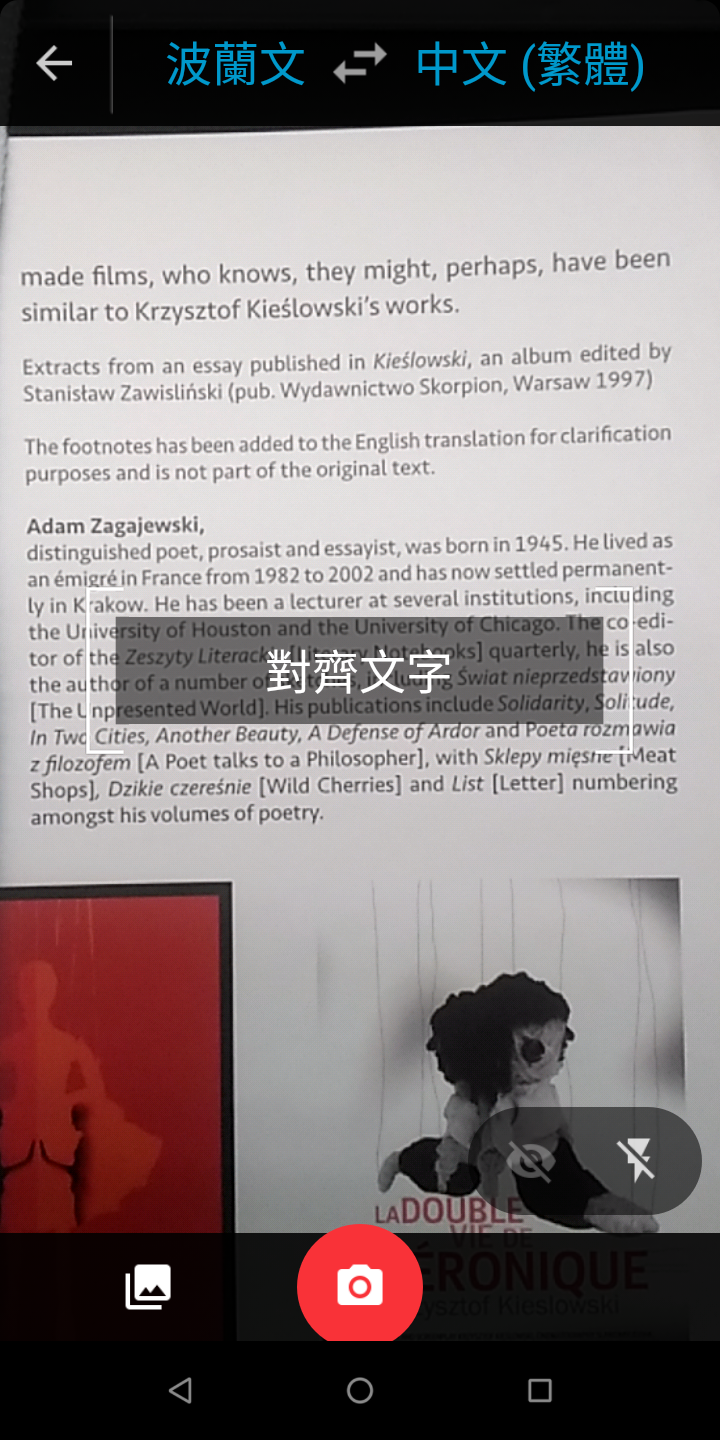 波蘭文 中文 (繁體)
made films, who knows, they might, perhaps, have been
similar to Krzysztof Kieślowski's works.
Extracts from an essay published in Kieślowski, an album edited by
Stanisław Zawisliński (pub. Wydawnictwo Skorpion, Warsaw 1997)
The footnotes has been added to the English translation for clarification
purposes and is not part of the original text.
Adam Zagajewski,
distinguished poet, prosaist and essayist, was born in 1945. He lived as
an émigré in France from 1982 to 2002 and has now settled permanent-
ly in Krakow. He has been a lecturer at several institutions, including
the University of Houston and the University of Chicago. The co-edi-
tor of the Zeszyty Literackie [Literary Notebooks] quarterly, he is also
對齊文字
the author of a number of including Świat nieprzedstawiony
[The Unpresented World]. His publications include Solidarity, Solitude,
In Two Cities, Another Beauty, A Defense of Ardor and Poeta rozmawia
z filozofem [A Poet talks to a Philosopher], with Sklepy mięsne [Meat
Shops], Dzikie czereśnie [Wild Cherries] and List [Letter] numbering
amongst his volumes of poetry.
LA DOUBLE
VIE DE
VÉRONIQUE
Krzysztof Kieslowski